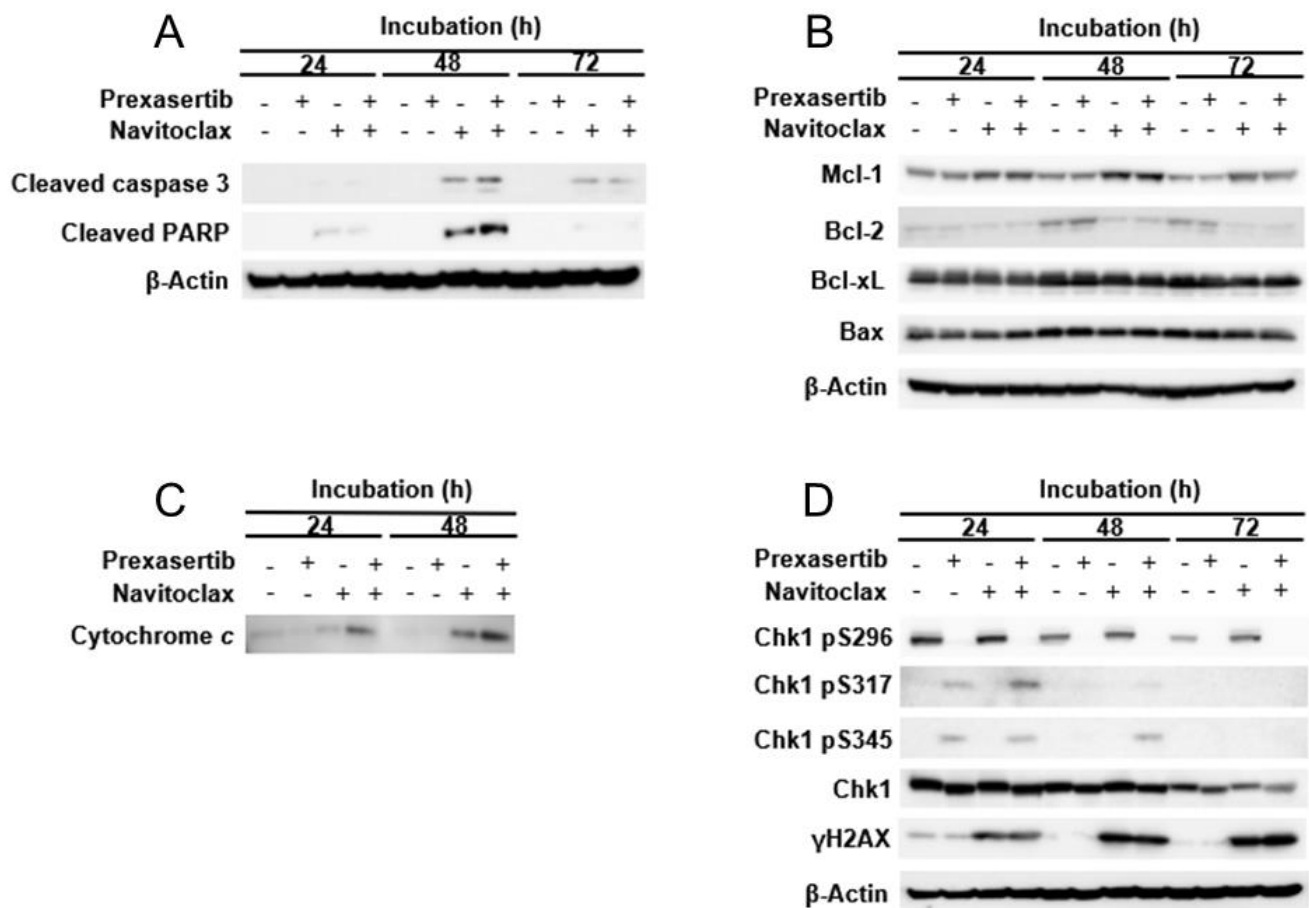 A
Incubation (h)
24 48 72
Prexasertib - + - + - + - + - + - +
Navitoclax - - + + - - + + - - + +
Cleaved caspase 3
Cleaved PARP
β-Actin
B
Incubation (h)
24 48 72
Prexasertib - + - + - + - + - + - +
Navitoclax - - + + - - + + - - + +
Mcl-1
Bcl-2
Bcl-xL
Bax
β-Actin
C
Incubation (h)
24 48
Prexasertib - + - + - + - +
Navitoclax - - + + - - + +
Cytochrome c
D
Incubation (h)
24 48 72
Prexasertib - + - + - + - + - + - +
Navitoclax - - + + - - + + - - + +
Chk1 pS296
Chk1 pS317
Chk1 pS345
Chk1
γH2AX
β-Actin